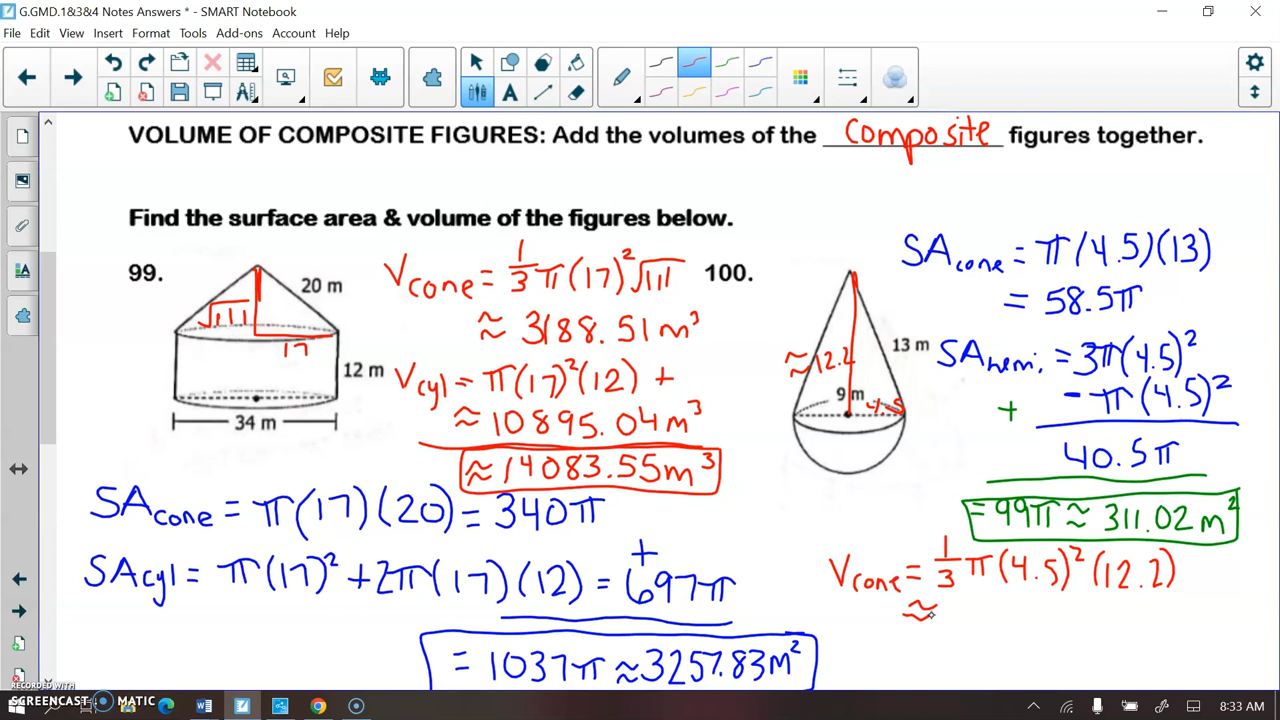 G.GMD.1&3&4 Notes Answers * - SMART Notebook
File Edit View Insert Format Tools Add-ons Account Help
VOLUME OF COMPOSITE FIGURES: Add the volumes of the composite figures together.
Find the surface area & volume of the figures below.
99.
20 m
√111
17
12 m
34 m
V cone = 1/3 π(17)²√111
≈ 3188.51 m³
V cyl = π(17)²(12) +
≈ 10895.04 m³
≈ 14083.55 m³
SA cone = π(17)(20) = 340π
+
SA cyl = π(17)² + 2π(17)(12) = 697π
= 1037π ≈ 3257.83 m²
100.
13 m
≈12.2
9 m
4.5
SA cone = π(4.5)(13)
= 58.5π
SA hemi. = 3π(4.5)²
- π(4.5)²
+
40.5π
= 99π ≈ 311.02 m²
V cone = 1/3 π(4.5)²(12.2)
≈
RECORDED WITH
SCREENCAST MATIC
8:33 AM